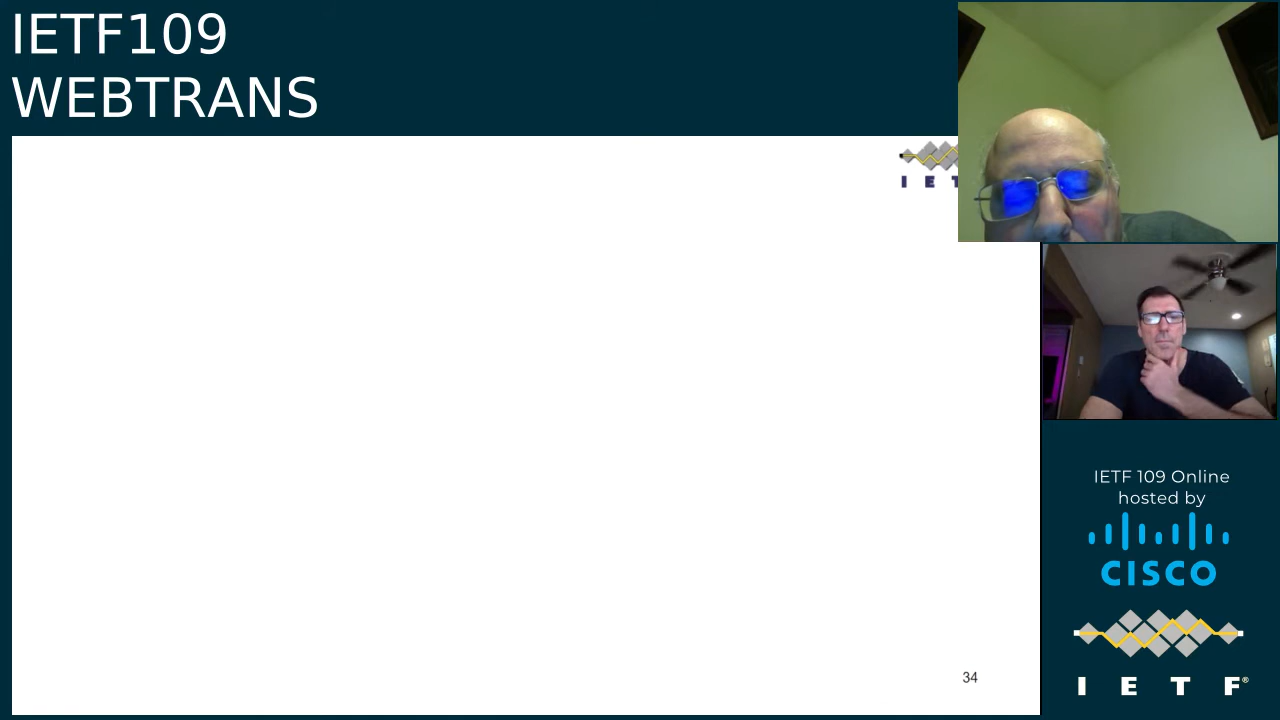 IETF109
WEBTRANS
I E T
34
IETF 109 Online
hosted by
CISCO
I E T F®